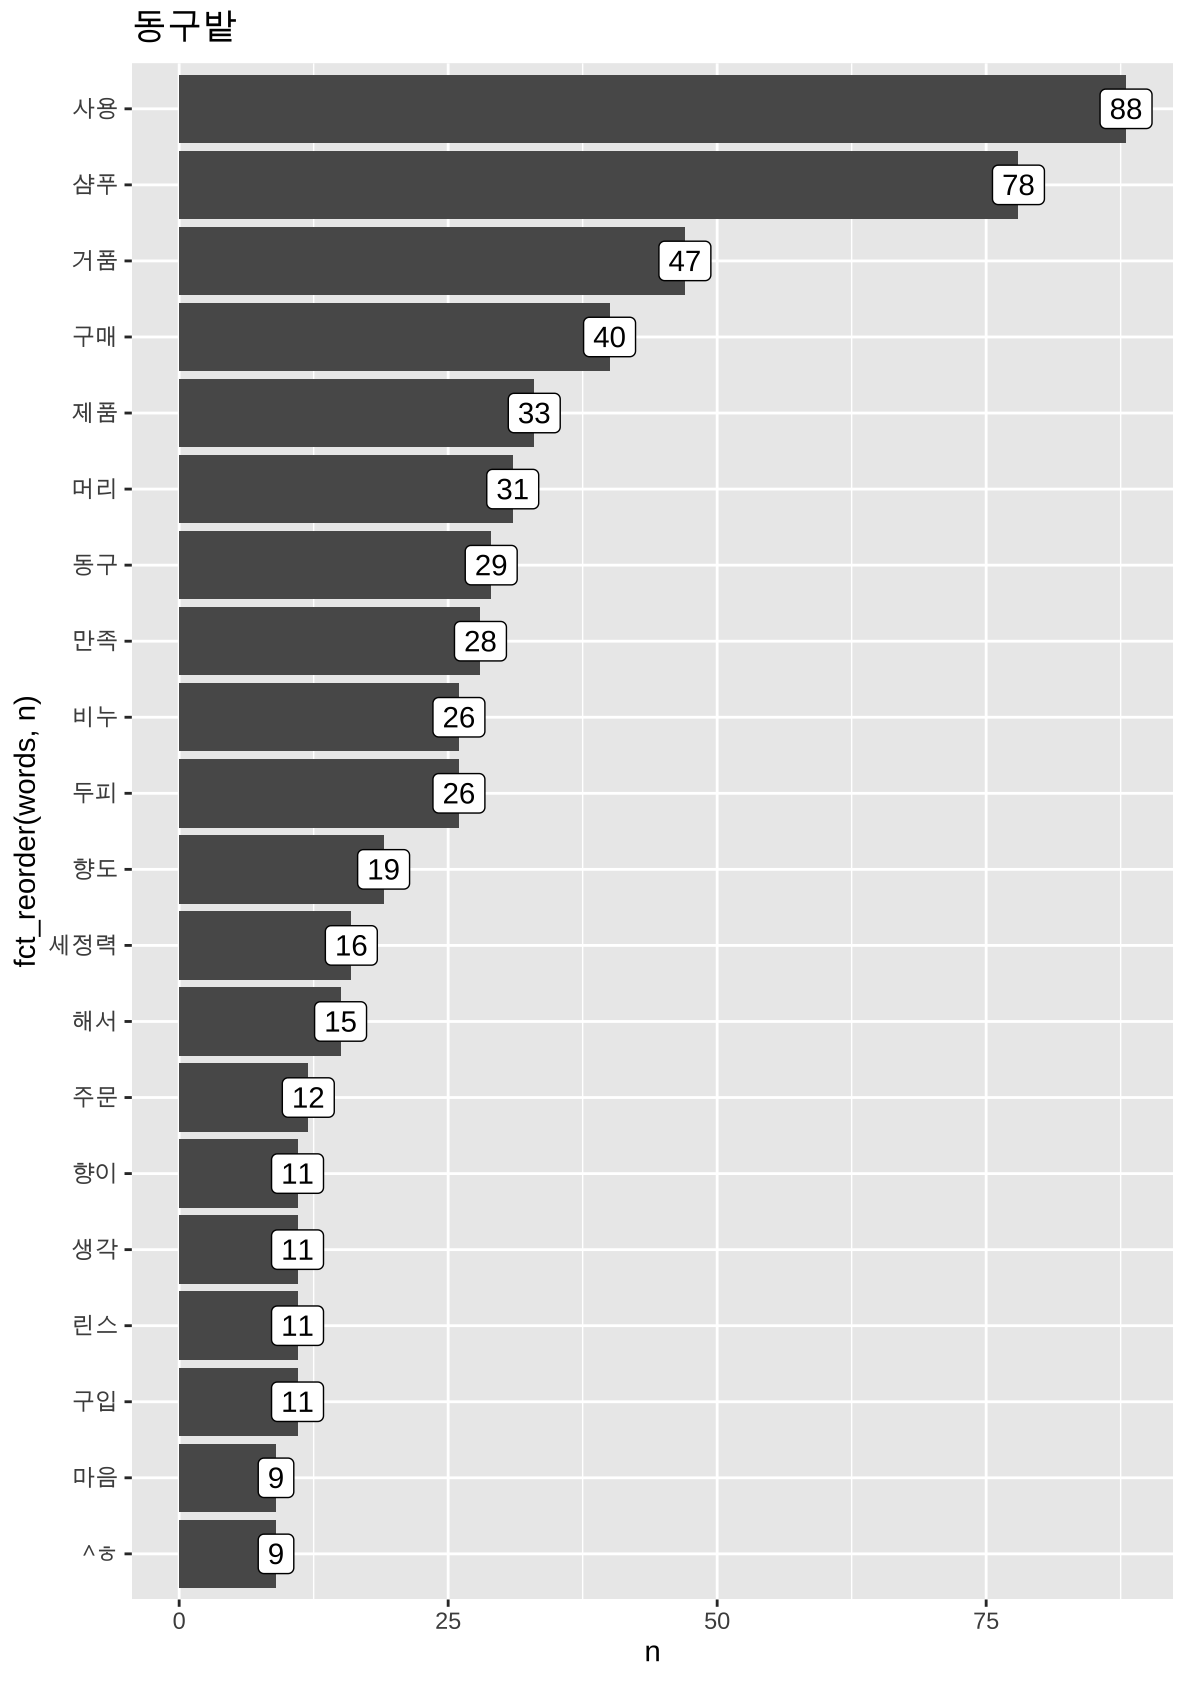 동구밭
사용 88
샴푸 78
거품 47
구매 40
제품 33
머리 31
동구 29
만족 28
비누 26
두피 26
향도 19
세정력 16
해서 15
주문 12
향이 11
생각 11
린스 11
구입 11
마음 9
^ㅎ 9
0 25 50 75
n
fct_reorder(words, n)